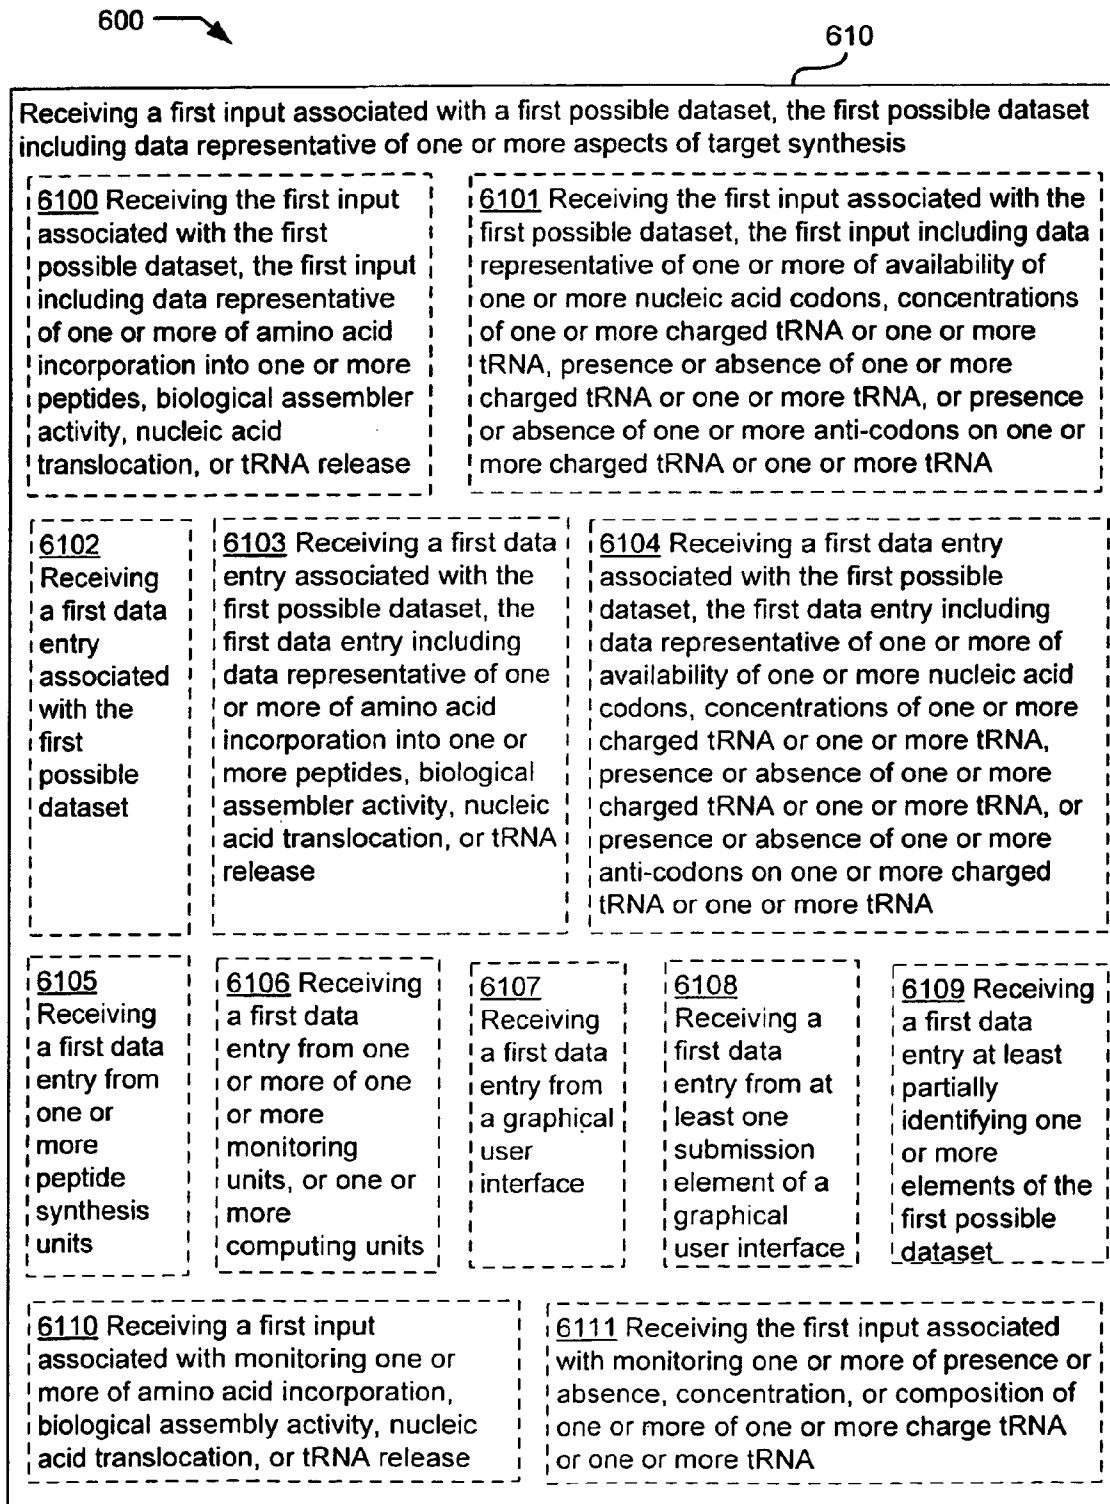 600
610
Receiving a first input associated with a first possible dataset, the first possible dataset
including data representative of one or more aspects of target synthesis
6100 Receiving the first input
associated with the first
possible dataset, the first input
including data representative
of one or more of amino acid
incorporation into one or more
peptides, biological assembler
activity, nucleic acid
translocation, or tRNA release
6101 Receiving the first input associated with the
first possible dataset, the first input including data
representative of one or more of availability of
one or more nucleic acid codons, concentrations
of one or more charged tRNA or one or more
tRNA, presence or absence of one or more
charged tRNA or one or more tRNA, or presence
or absence of one or more anti-codons on one or
more charged tRNA or one or more tRNA
6102
Receiving
a first data
entry
associated
with the
first
possible
dataset
6103 Receiving a first data
entry associated with the
first possible dataset, the
first data entry including
data representative of one
or more of amino acid
incorporation into one or
more peptides, biological
assembler activity, nucleic
acid translocation, or tRNA
release
6104 Receiving a first data entry
associated with the first possible
dataset, the first data entry including
data representative of one or more of
availability of one or more nucleic acid
codons, concentrations of one or more
charged tRNA or one or more tRNA,
presence or absence of one or more
charged tRNA or one or more tRNA, or
presence or absence of one or more
anti-codons on one or more charged
tRNA or one or more tRNA
6105
Receiving
a first data
entry from
one or
more
peptide
synthesis
units
6106 Receiving
a first data
entry from one
or more of one
or more
monitoring
units, or one or
more
computing units
6107
Receiving
a first data
entry from
a graphical
user
interface
6108
Receiving a
first data
entry from at
least one
submission
element of a
graphical
user interface
6109 Receiving
a first data
entry at least
partially
identifying one
or more
elements of the
first possible
dataset
6110 Receiving a first input
associated with monitoring one or
more of amino acid incorporation,
biological assembly activity, nucleic
acid translocation, or tRNA release
6111 Receiving the first input associated
with monitoring one or more of presence or
absence, concentration, or composition of
one or more of one or more charge tRNA
or one or more tRNA